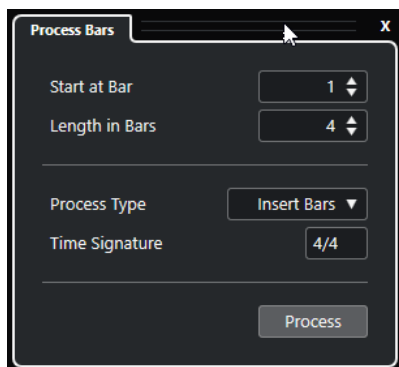 Process Bars x
Start at Bar 1
Length in Bars 4
Process Type Insert Bars
Time Signature 4/4
Process